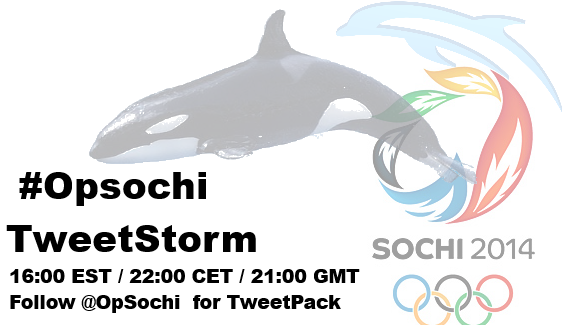 #Opsochi
TweetStorm
16:00 EST / 22:00 CET / 21:00 GMT
Follow @OpSochi for TweetPack
SOCHI 2014